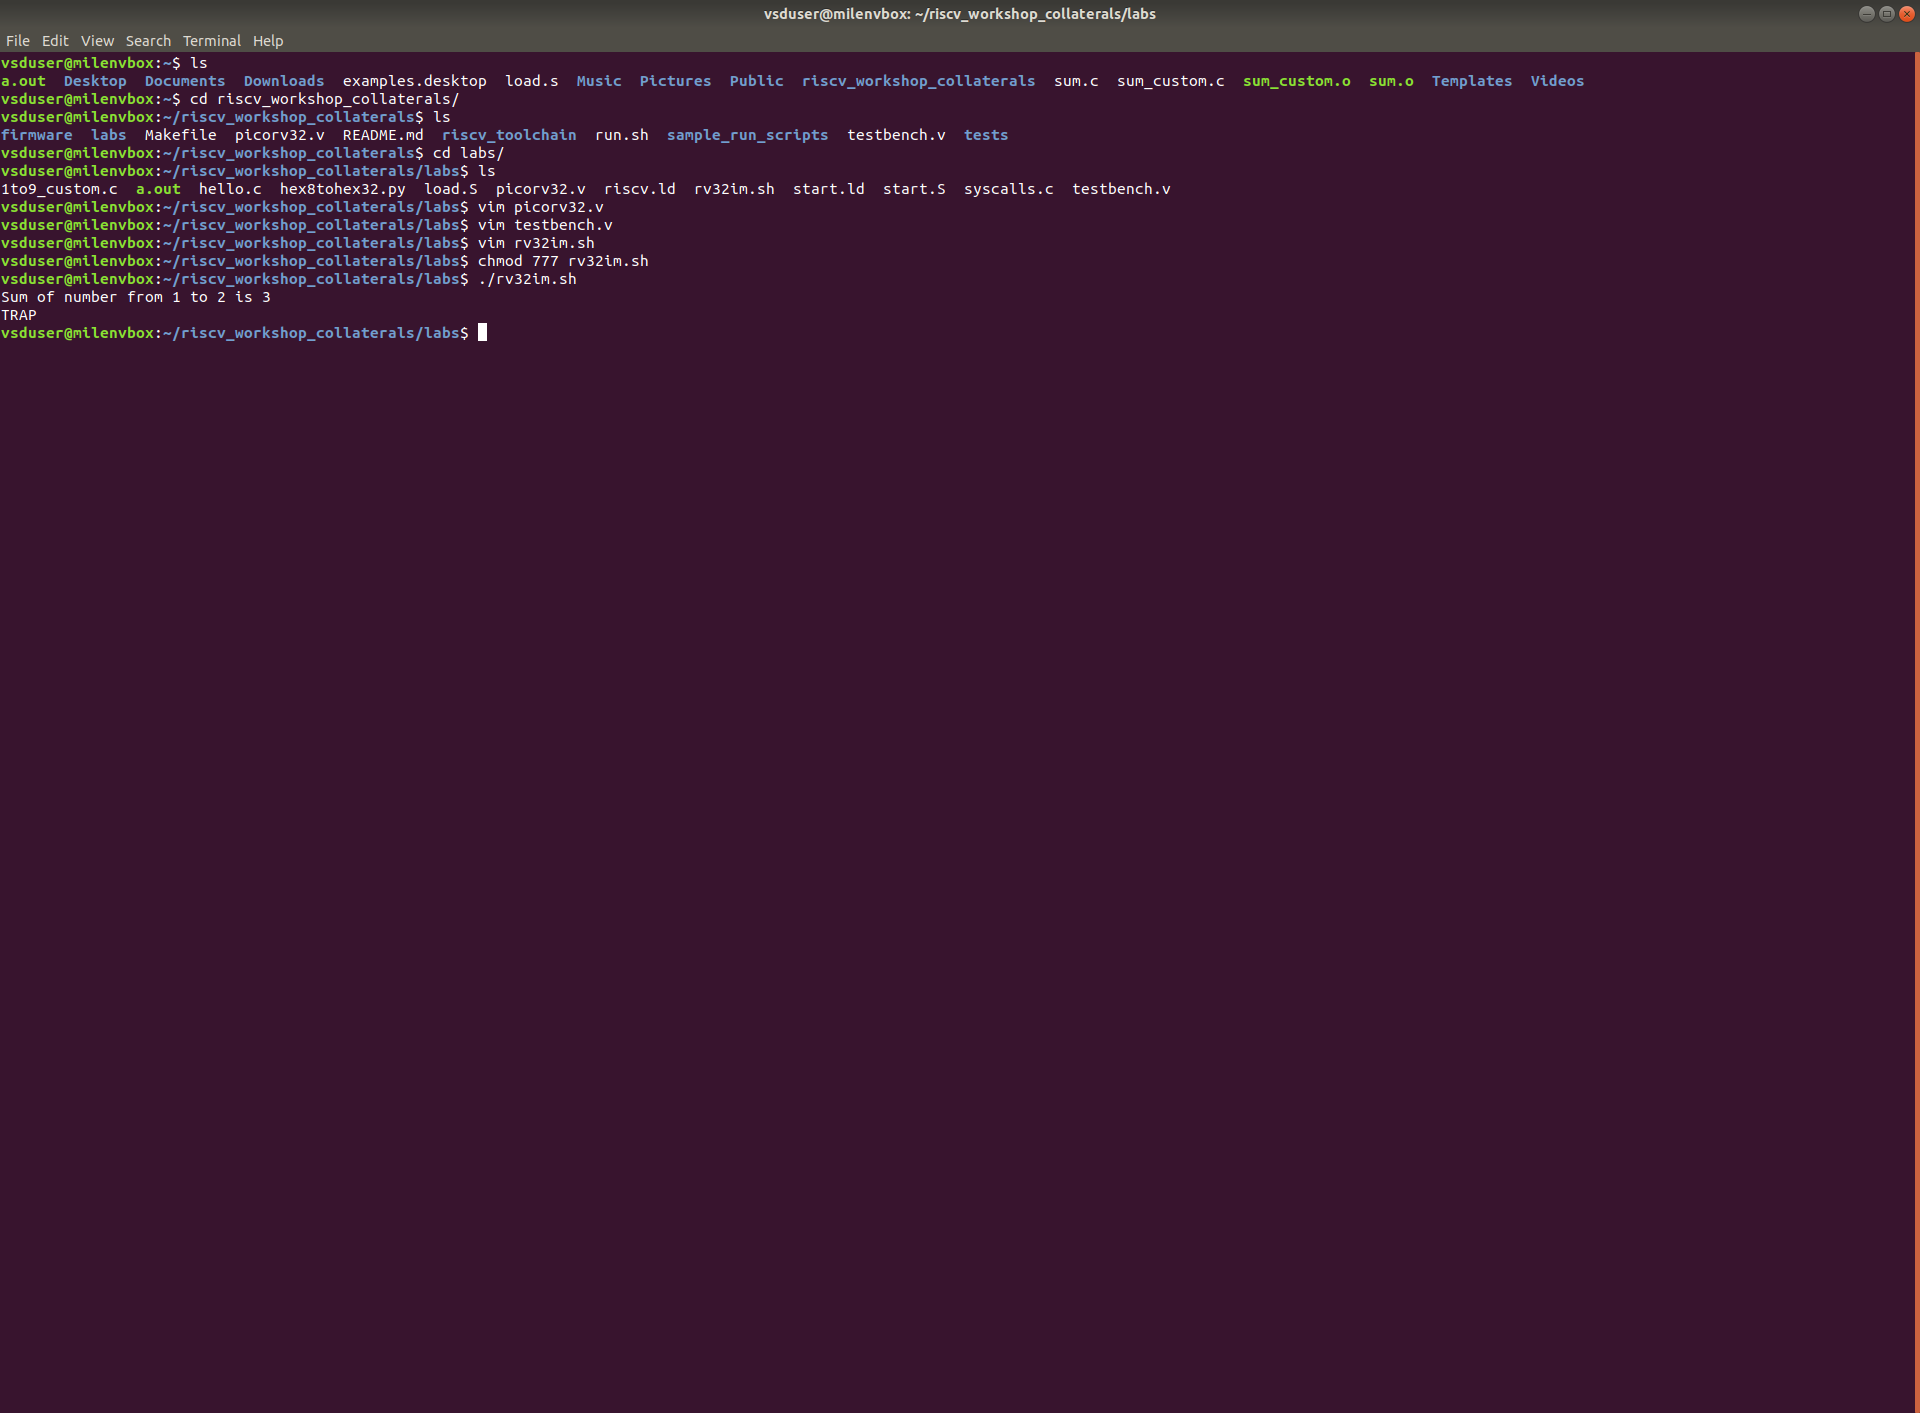 vsduser@milenvbox: ~/riscv_workshop_collaterals/labs
File Edit View Search Terminal Help
vsduser@milenvbox:~$ ls
a.out Desktop Documents Downloads examples.desktop load.s Music Pictures Public riscv_workshop_collaterals sum.c sum_custom.c sum_custom.o sum.o Templates Videos
vsduser@milenvbox:~$ cd riscv_workshop_collaterals/
vsduser@milenvbox:~/riscv_workshop_collaterals$ ls
firmware labs Makefile picorv32.v README.md riscv_toolchain run.sh sample_run_scripts testbench.v tests
vsduser@milenvbox:~/riscv_workshop_collaterals$ cd labs/
vsduser@milenvbox:~/riscv_workshop_collaterals/labs$ ls
1to9_custom.c a.out hello.c hex8tohex32.py load.S picorv32.v riscv.ld rv32im.sh start.ld start.S syscalls.c testbench.v
vsduser@milenvbox:~/riscv_workshop_collaterals/labs$ vim picorv32.v
vsduser@milenvbox:~/riscv_workshop_collaterals/labs$ vim testbench.v
vsduser@milenvbox:~/riscv_workshop_collaterals/labs$ vim rv32im.sh
vsduser@milenvbox:~/riscv_workshop_collaterals/labs$ chmod 777 rv32im.sh
vsduser@milenvbox:~/riscv_workshop_collaterals/labs$ ./rv32im.sh
Sum of number from 1 to 2 is 3
TRAP
vsduser@milenvbox:~/riscv_workshop_collaterals/labs$